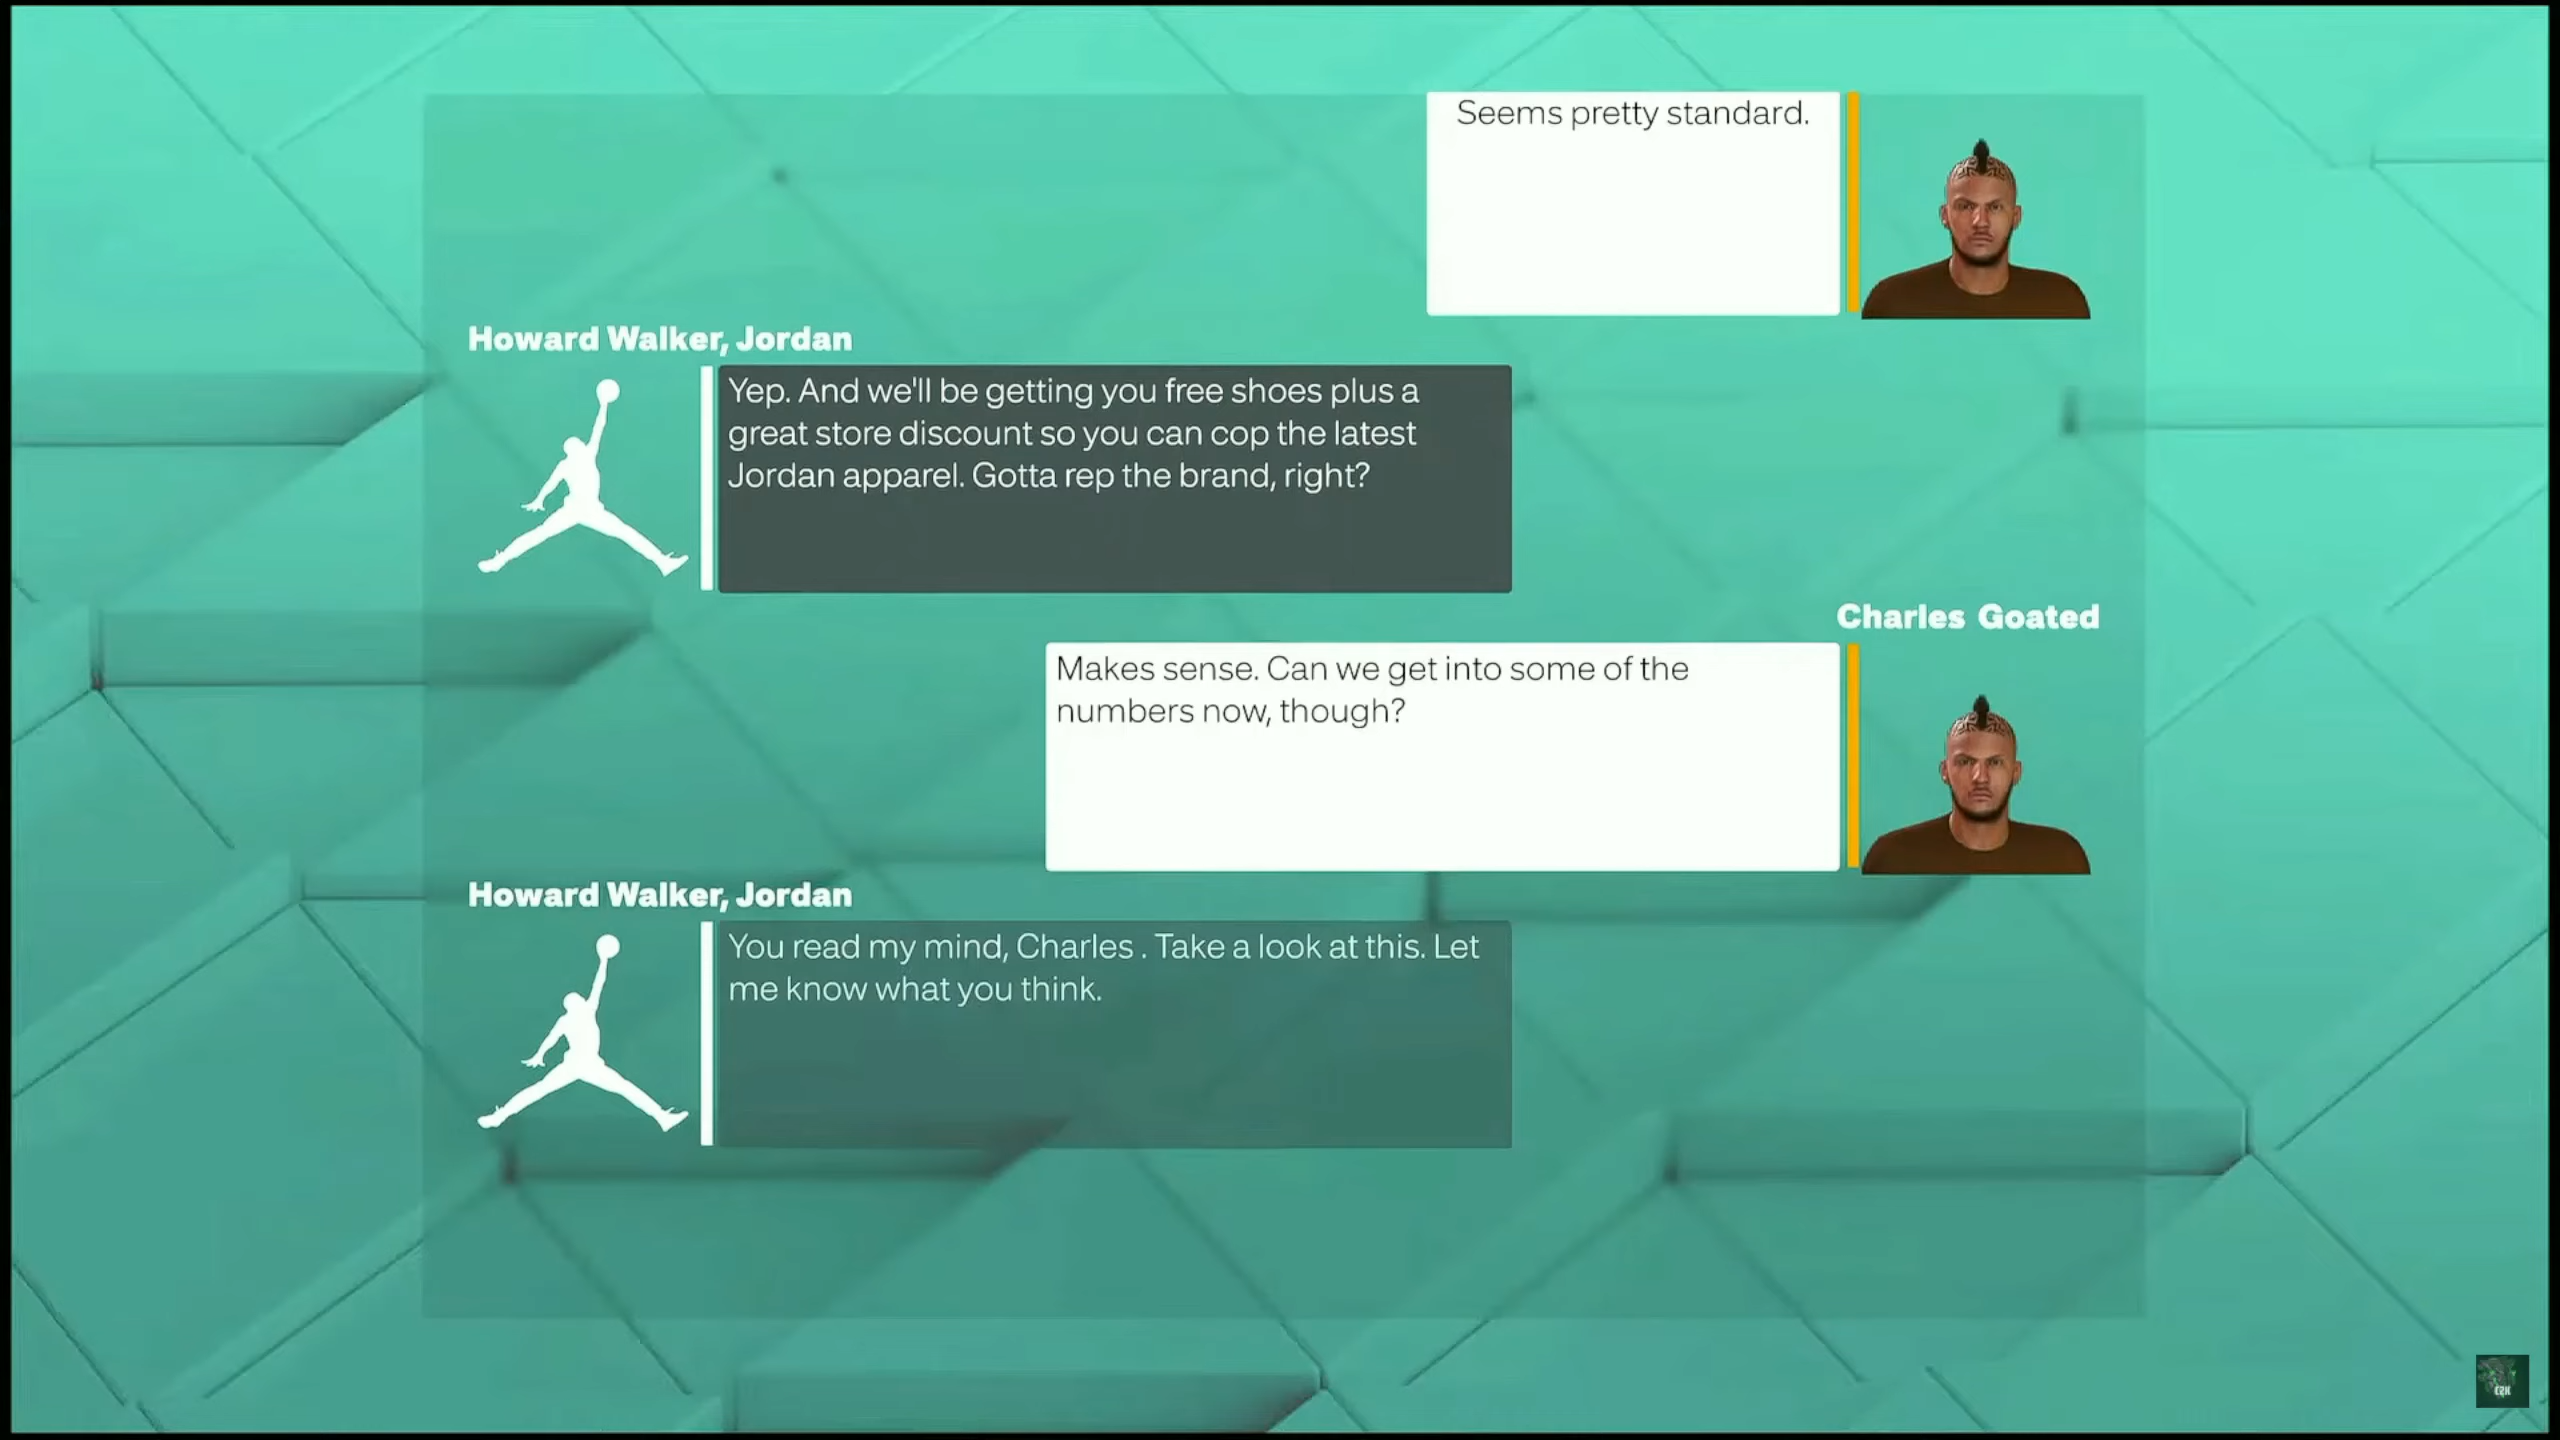 Seems pretty standard.
Howard Walker, Jordan
Yep. And we'll be getting you free shoes plus a
great store discount so you can cop the latest
Jordan apparel. Gotta rep the brand, right?
Charles Goated
Makes sense. Can we get into some of the
numbers now, though?
Howard Walker, Jordan
You read my mind, Charles . Take a look at this. Let
me know what you think.